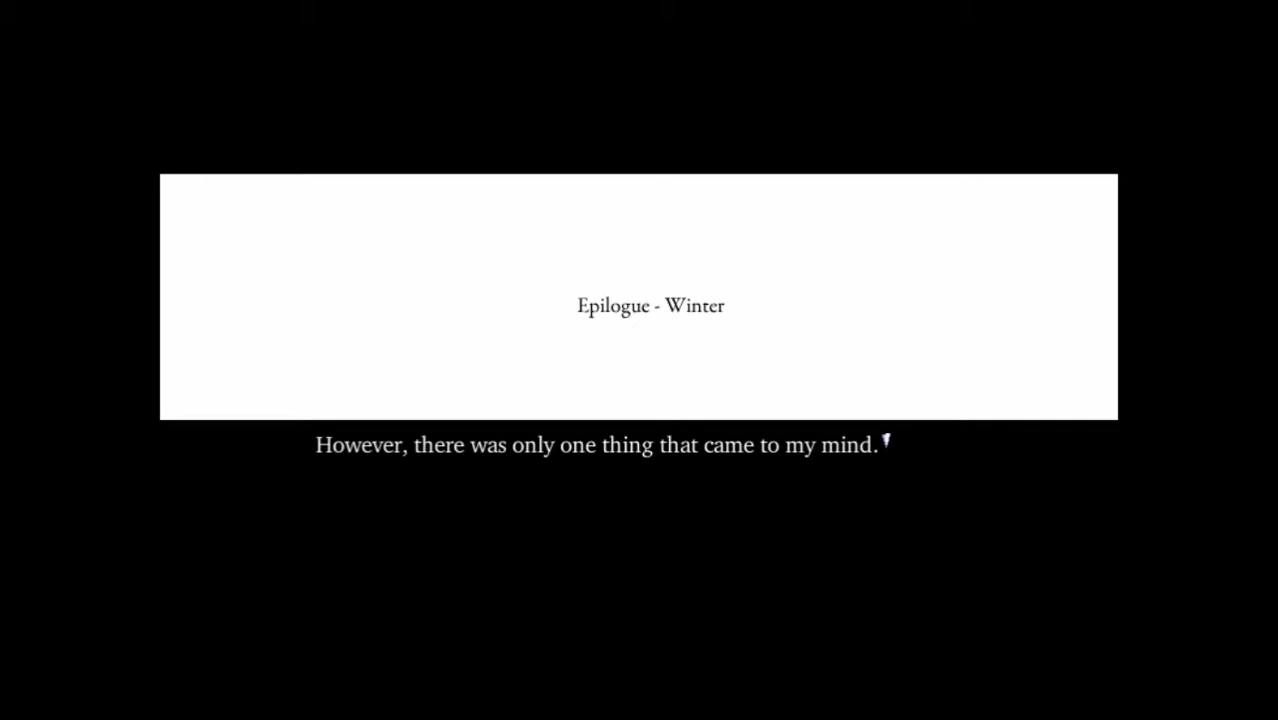 Epilogue - Winter
However, there was only one thing that came to my mind.